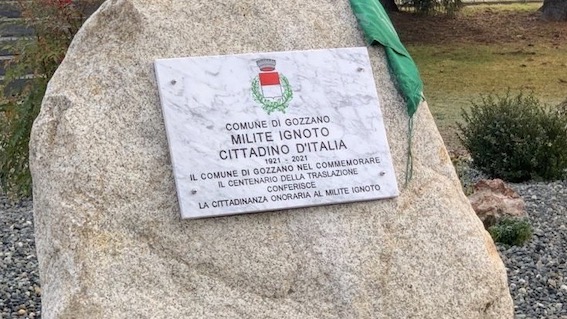 COMUNE DI GOZZANO
MILITE IGNOTO
CITTADINO D'ITALIA
1921 - 2021
IL COMUNE DI GOZZANO NEL COMMEMORARE
IL CENTENARIO DELLA TRASLAZIONE
CONFERISCE
LA CITTADINANZA ONORARIA AL MILITE IGNOTO